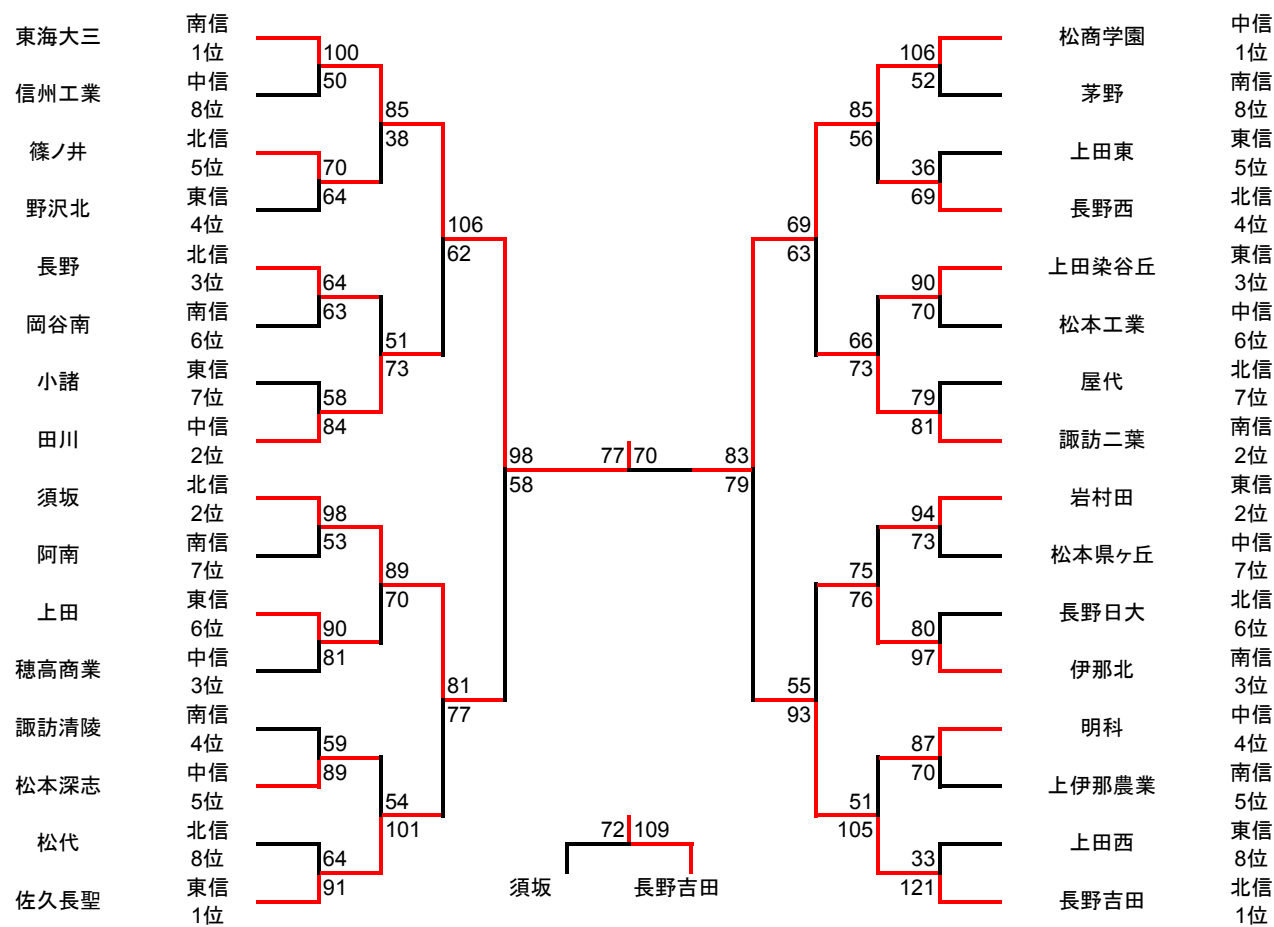 東海大三 南信 1位
信州工業 中信 8位
篠ノ井 北信 5位
野沢北 東信 4位
長野 北信 3位
岡谷南 南信 6位
小諸 東信 7位
田川 中信 2位
須坂 北信 2位
阿南 南信 7位
上田 東信 6位
穂高商業 中信 3位
諏訪清陵 南信 4位
松本深志 中信 5位
松代 北信 8位
佐久長聖 東信 1位
100
50
70
64
64
63
58
84
98
53
90
81
59
89
64
91
85
38
51
73
89
70
54
101
106
62
81
77
98
58
77 70
83
79
69
63
55
93
85
56
66
73
75
76
51
105
106
52
36
69
90
70
79
81
94
73
80
97
87
70
33
121
松商学園 中信 1位
茅野 南信 8位
上田東 東信 5位
長野西 北信 4位
上田染谷丘 東信 3位
松本工業 中信 6位
屋代 北信 7位
諏訪二葉 南信 2位
岩村田 東信 2位
松本県ヶ丘 中信 7位
長野日大 北信 6位
伊那北 南信 3位
明科 中信 4位
上伊那農業 南信 5位
上田西 東信 8位
長野吉田 北信 1位
72 109
須坂 長野吉田